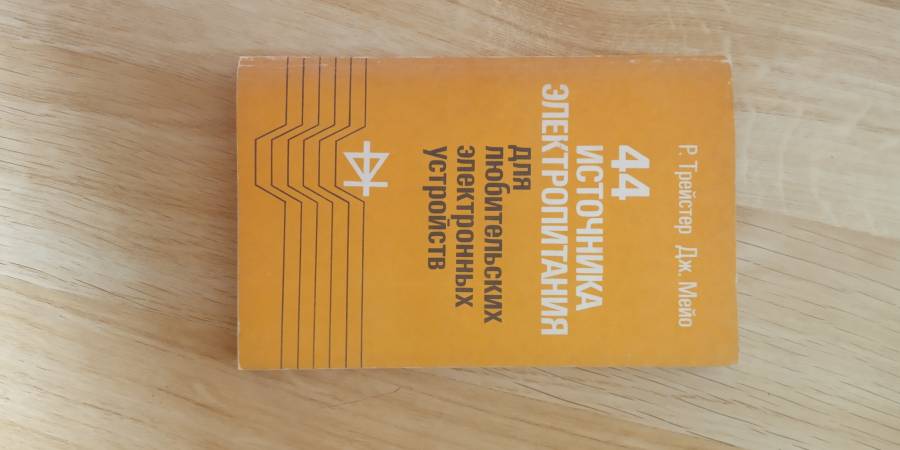 Р. Трейстер Дж. Мейо
44
ИСТОЧНИКА
ЭЛЕКТРОПИТАНИЯ
для
любительских
электронных
устройств